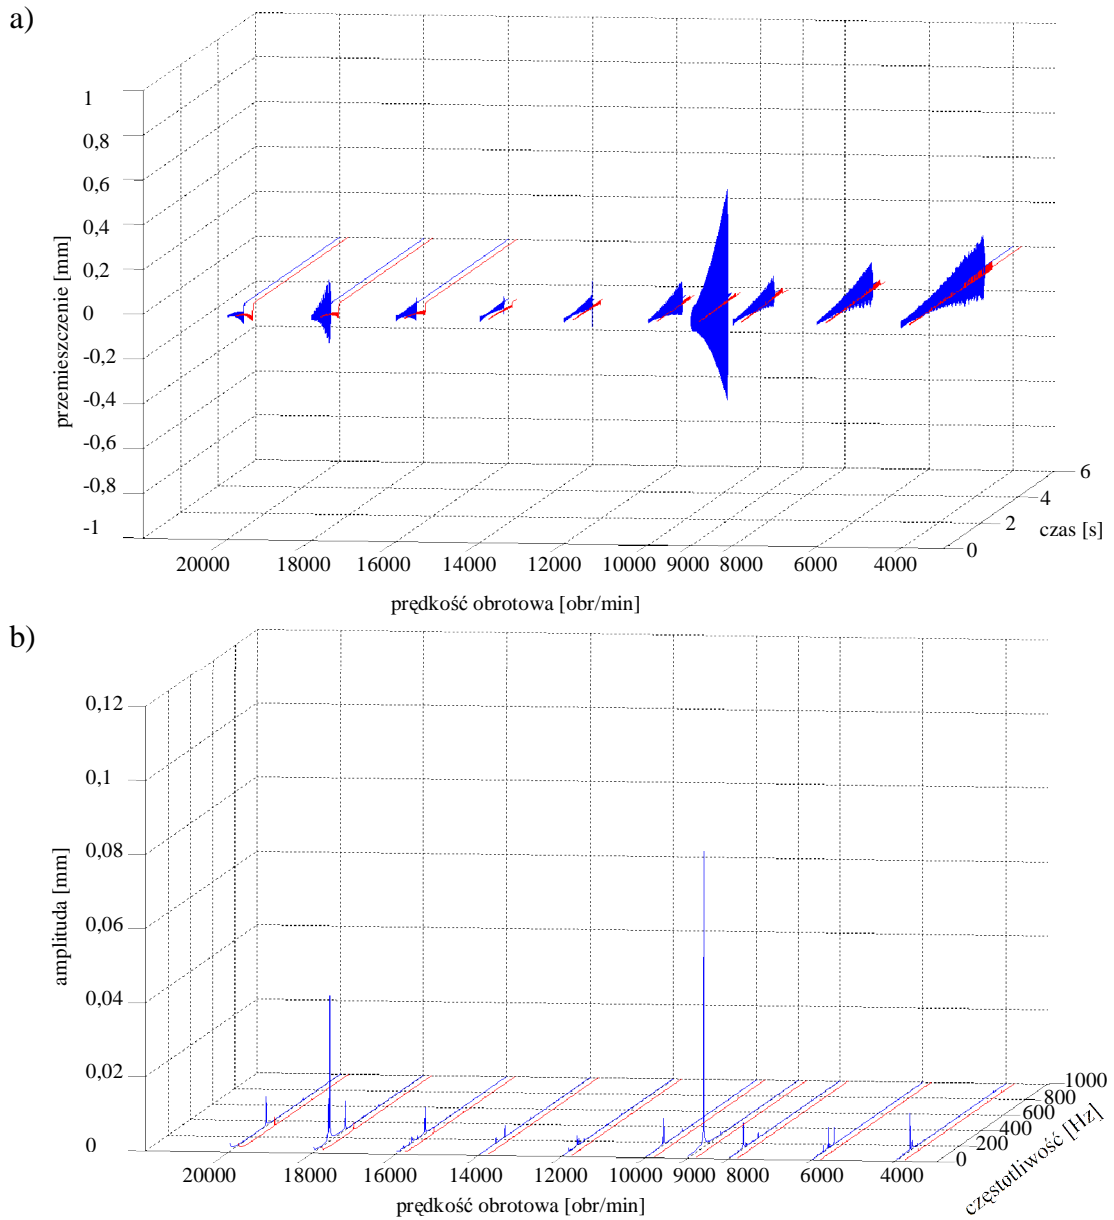 a)
1
0,8
0,6
0,4
0,2
0
-0,2
-0,4
-0,6
-0,8
-1
przemieszczenie [mm]
20000 18000 16000 14000 12000 10000 9000 8000 6000 4000
prędkość obrotowa [obr/min]
6
4
2
0
czas [s]
b)
0,12
0,1
0,08
0,06
0,04
0,02
0
amplituda [mm]
20000 18000 16000 14000 12000 10000 9000 8000 6000 4000
prędkość obrotowa [obr/min]
1000
800
600
400
200
0
częstotliwość [Hz]